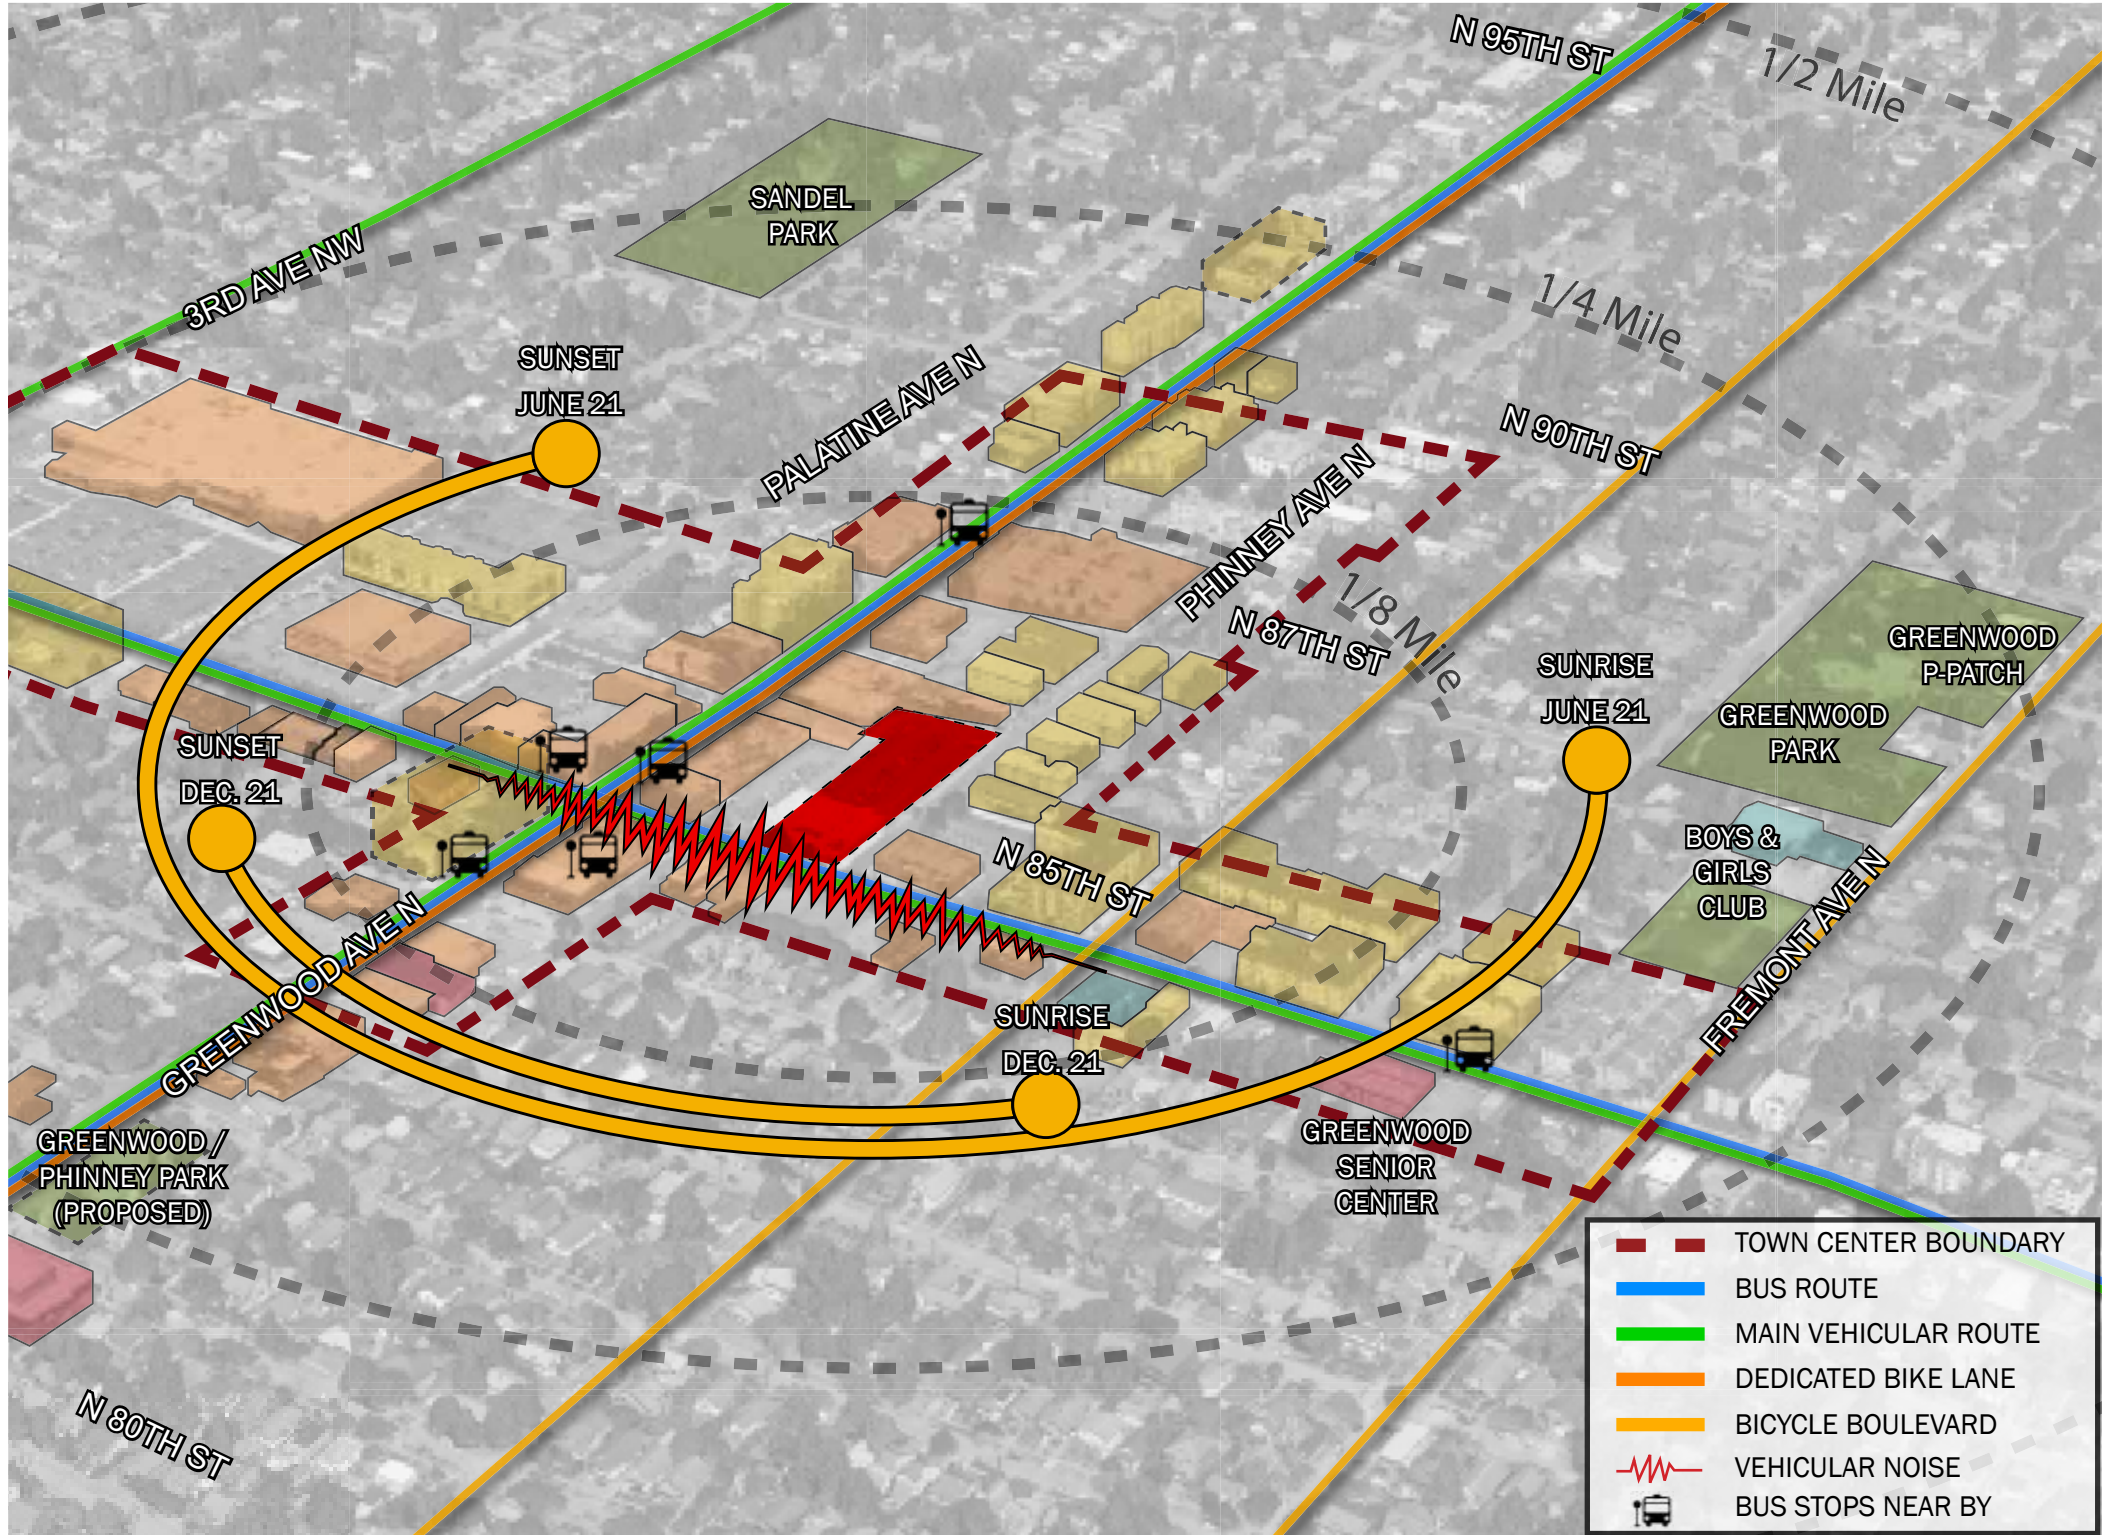 N 95TH ST
1/2 Mile
SANDEL
PARK
3RD AVE NW
1/4 Mile
SUNSET
JUNE 21
PALATINE AVE N
N 90TH ST
PHINNEY AVE N
1/8 Mile
N 87TH ST
GREENWOOD
P-PATCH
SUNRISE
JUNE 21
GREENWOOD
PARK
SUNSET
DEC. 21
BOYS &
GIRLS
CLUB
N 85TH ST
FREMONT AVE N
GREENWOOD AVE N
SUNRISE
DEC. 21
GREENWOOD
SENIOR
CENTER
GREENWOOD /
PHINNEY PARK
(PROPOSED)
N 80TH ST
TOWN CENTER BOUNDARY
BUS ROUTE
MAIN VEHICULAR ROUTE
DEDICATED BIKE LANE
BICYCLE BOULEVARD
VEHICULAR NOISE
BUS STOPS NEAR BY